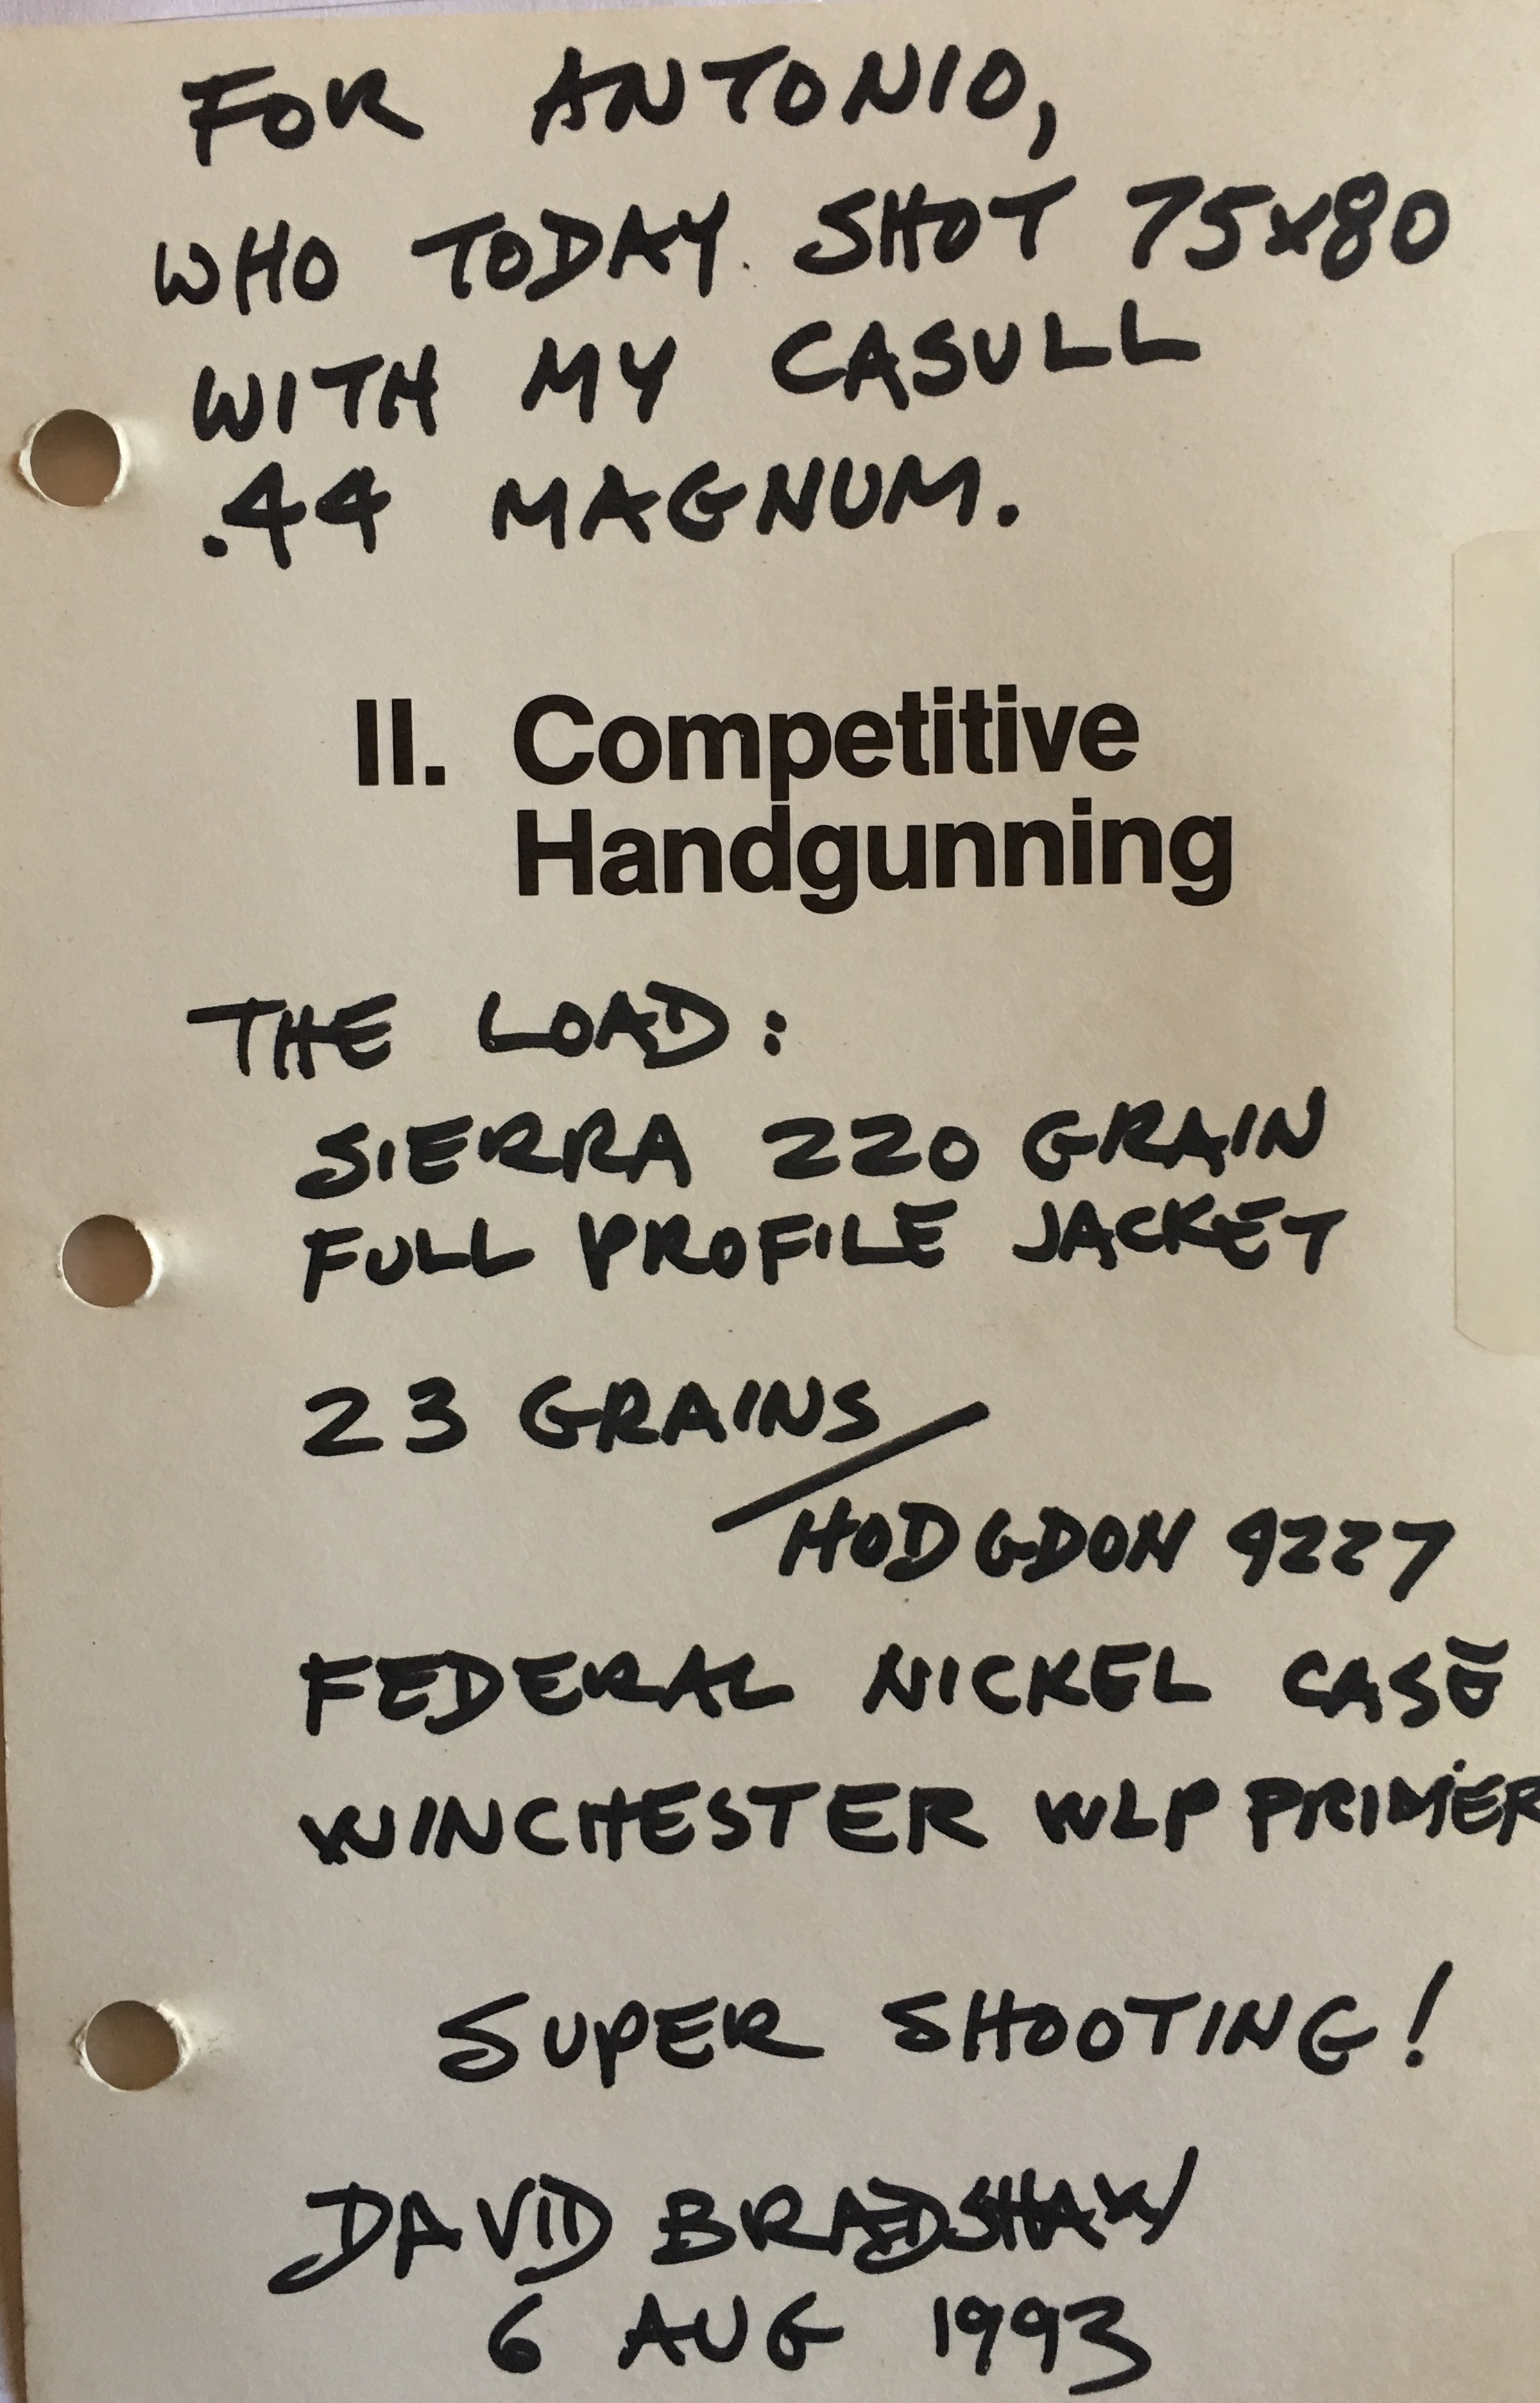 FOR ANTONIO,
WHO TODAY SHOT 75x80
WITH MY CASULL
.44 MAGNUM.
II. Competitive
Handgunning
THE LOAD:
SIERRA 220 GRAIN
FULL PROFILE JACKET
23 GRAINS/
HODGDON 4227
FEDERAL NICKEL CASE
WINCHESTER WLP PRIMER
SUPER SHOOTING!
DAVID BRADSHAW
6 AUG 1993